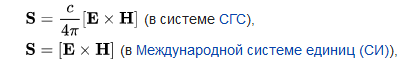 S = c/4π [E × H] (в системе СГС),
S = [E × H] (в Международной системе единиц (СИ)),